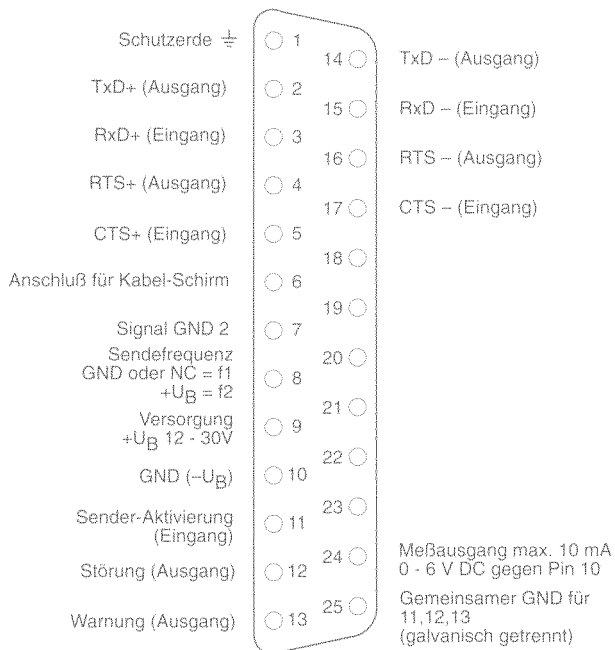 Schutzerde ⏚ 1
14 TxD – (Ausgang)
TxD+ (Ausgang) 2
15 RxD – (Eingang)
RxD+ (Eingang) 3
16 RTS – (Ausgang)
RTS+ (Ausgang) 4
17 CTS – (Eingang)
CTS+ (Eingang) 5
18
Anschluß für Kabel-Schirm 6
19
Signal GND 2 7
20
Sendefrequenz
GND oder NC = f1 8
+UB = f2
21
Versorgung
+UB 12 - 30V 9
22
GND (–UB) 10
23
Sender-Aktivierung
(Eingang) 11
24 Meßausgang max. 10 mA
0 - 6 V DC gegen Pin 10
Störung (Ausgang) 12
25 Gemeinsamer GND für
11,12,13
(galvanisch getrennt)
Warnung (Ausgang) 13